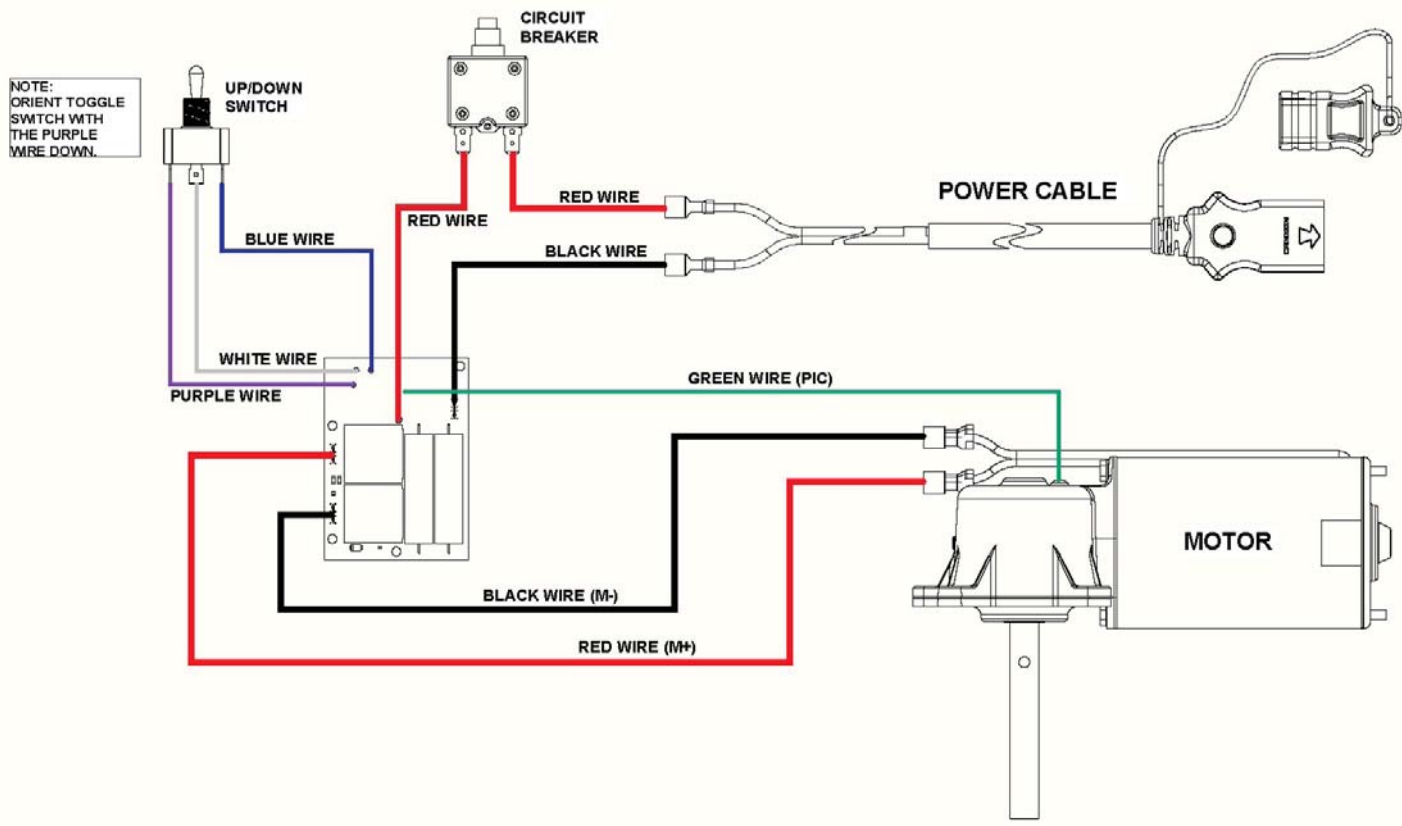 CIRCUIT
BREAKER
NOTE:
ORIENT TOGGLE
SWITCH WITH
THE PURPLE
WIRE DOWN.
UP/DOWN
SWITCH
POWER CABLE
RED WIRE
RED WIRE
BLUE WIRE
BLACK WIRE
WHITE WIRE
PURPLE WIRE
GREEN WIRE (PIC)
MOTOR
BLACK WIRE (M-)
RED WIRE (M+)